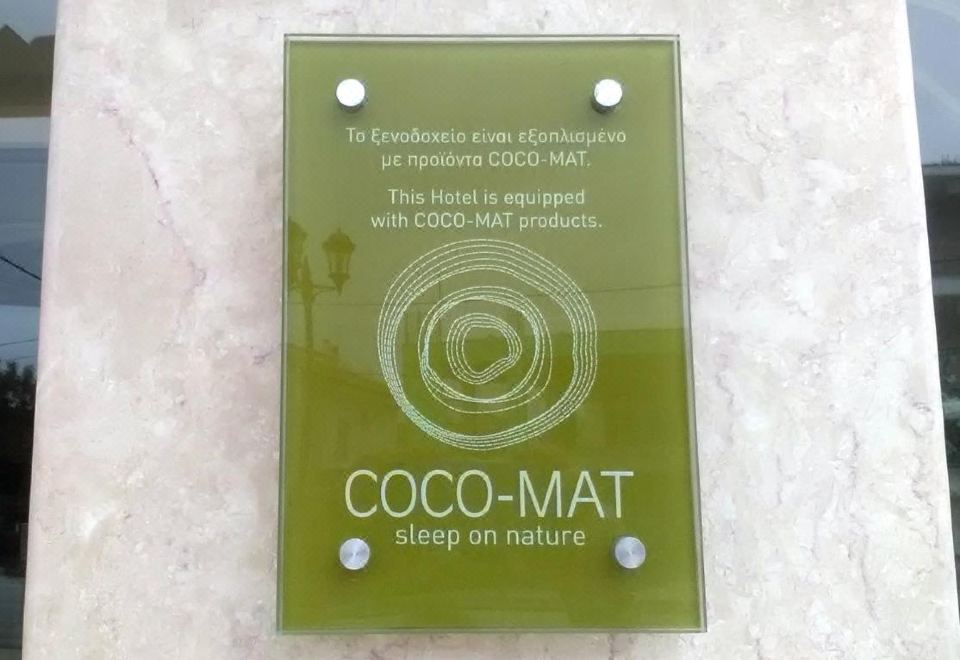 Το ξενοδοχείο είναι εξοπλισμένο
με προϊόντα COCO-MAT.
This Hotel is equipped
with COCO-MAT products.
COCO-MAT
sleep on nature